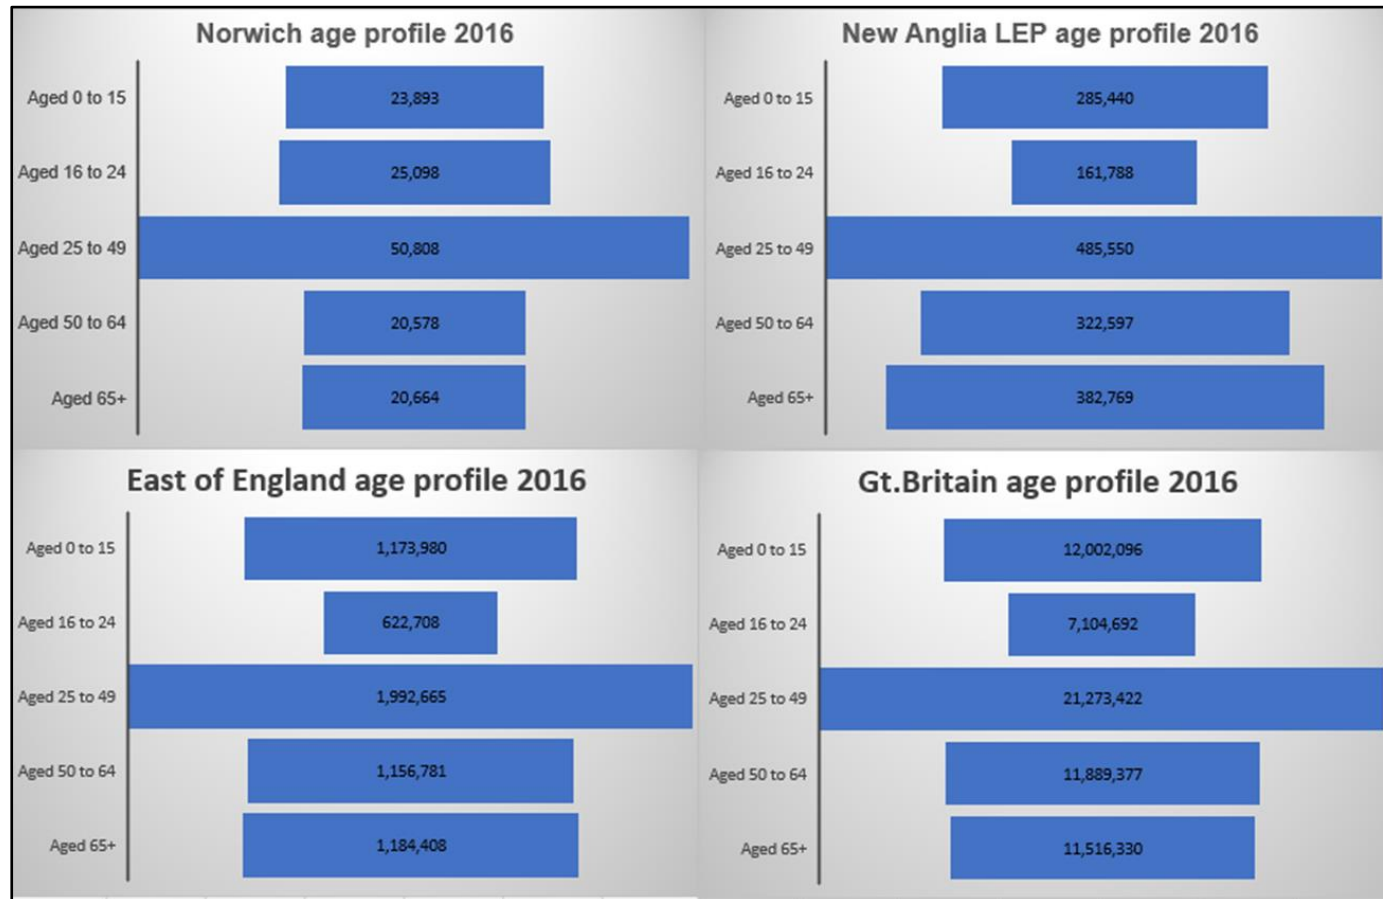 Norwich age profile 2016
Aged 0 to 15
23,893
Aged 16 to 24
25,098
Aged 25 to 49
50,808
Aged 50 to 64
20,578
Aged 65+
20,664
New Anglia LEP age profile 2016
Aged 0 to 15
285,440
Aged 16 to 24
161,788
Aged 25 to 49
485,550
Aged 50 to 64
322,597
Aged 65+
382,769
East of England age profile 2016
Aged 0 to 15
1,173,980
Aged 16 to 24
622,708
Aged 25 to 49
1,992,665
Aged 50 to 64
1,156,781
Aged 65+
1,184,408
Gt.Britain age profile 2016
Aged 0 to 15
12,002,096
Aged 16 to 24
7,104,692
Aged 25 to 49
21,273,422
Aged 50 to 64
11,889,377
Aged 65+
11,516,330